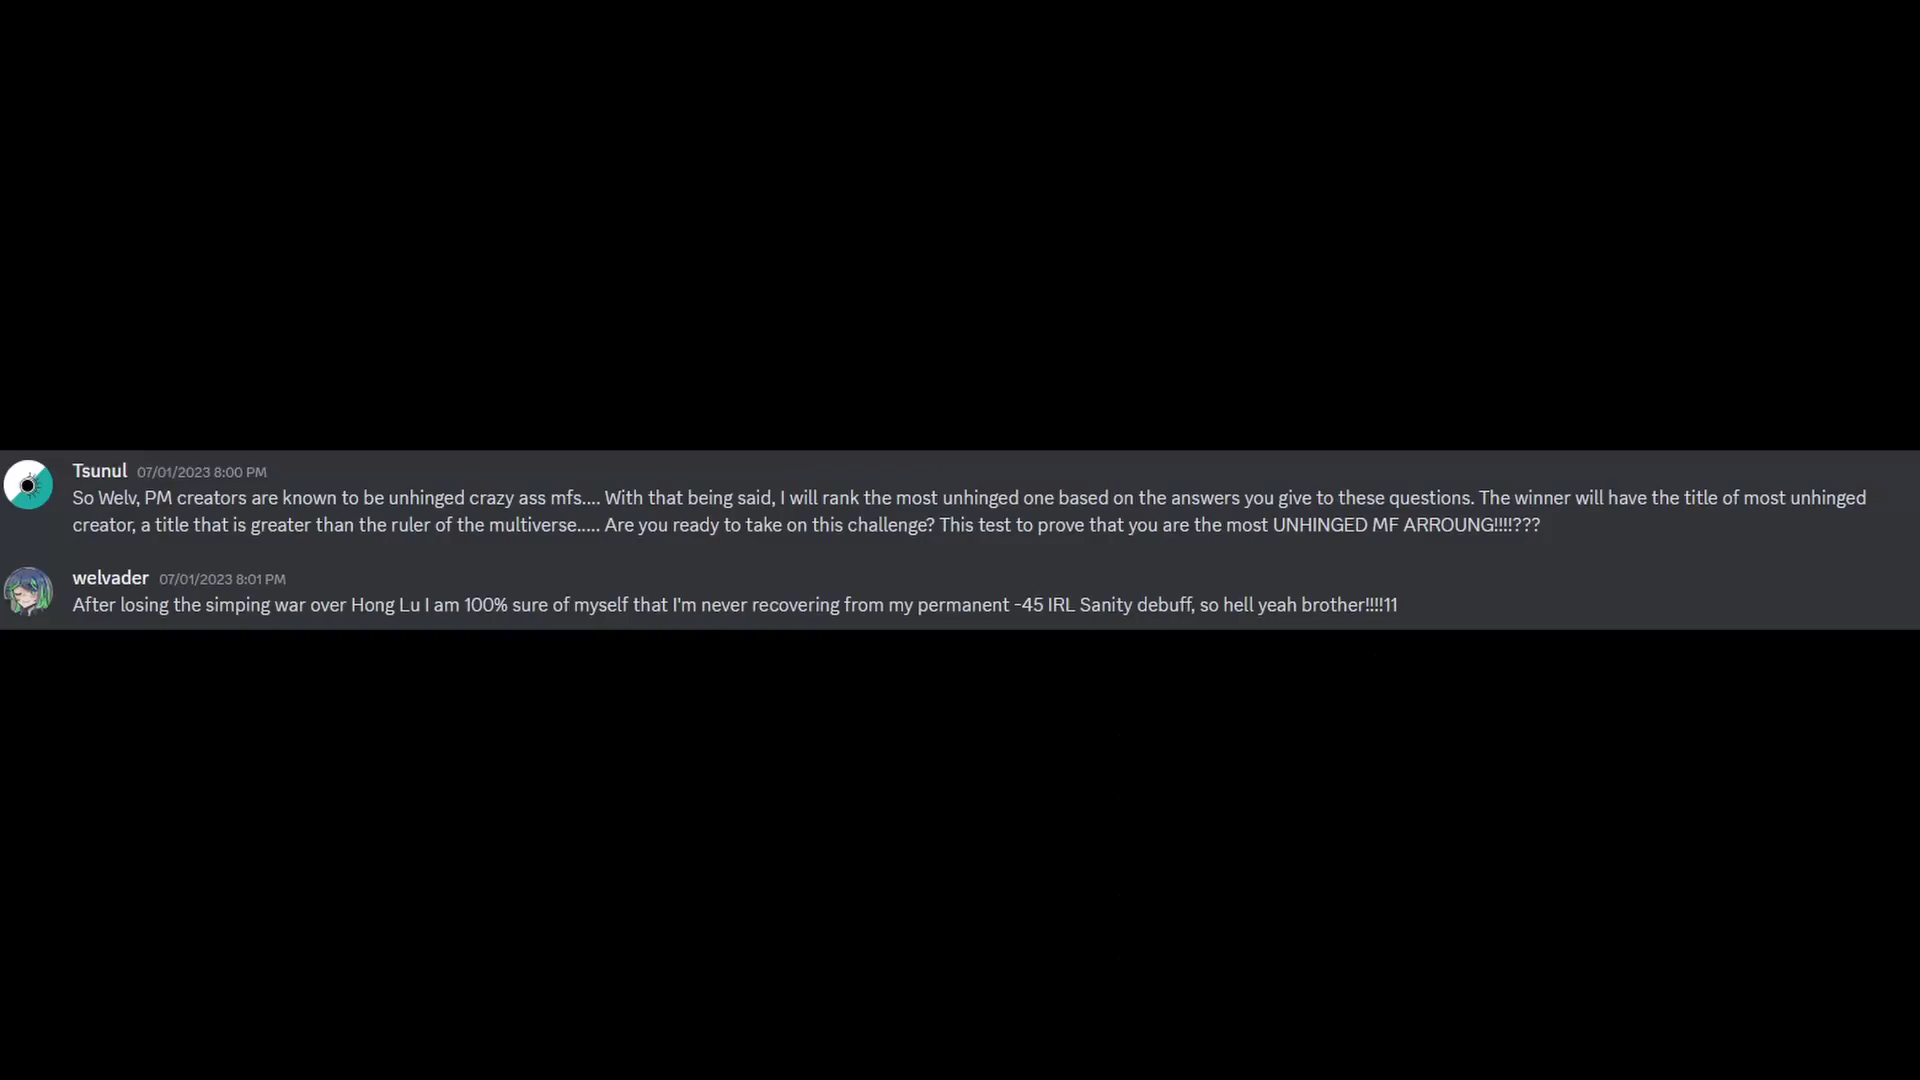 Tsunul 07/01/2023 8:00 PM
So Welv, PM creators are known to be unhinged crazy ass mfs.... With that being said, I will rank the most unhinged one based on the answers you give to these questions. The winner will have the title of most unhinged
creator, a title that is greater than the ruler of the multiverse..... Are you ready to take on this challenge? This test to prove that you are the most UNHINGED MF ARROUNG!!!!???
welvader 07/01/2023 8:01 PM
After losing the simping war over Hong Lu I am 100% sure of myself that I'm never recovering from my permanent -45 IRL Sanity debuff, so hell yeah brother!!!!11